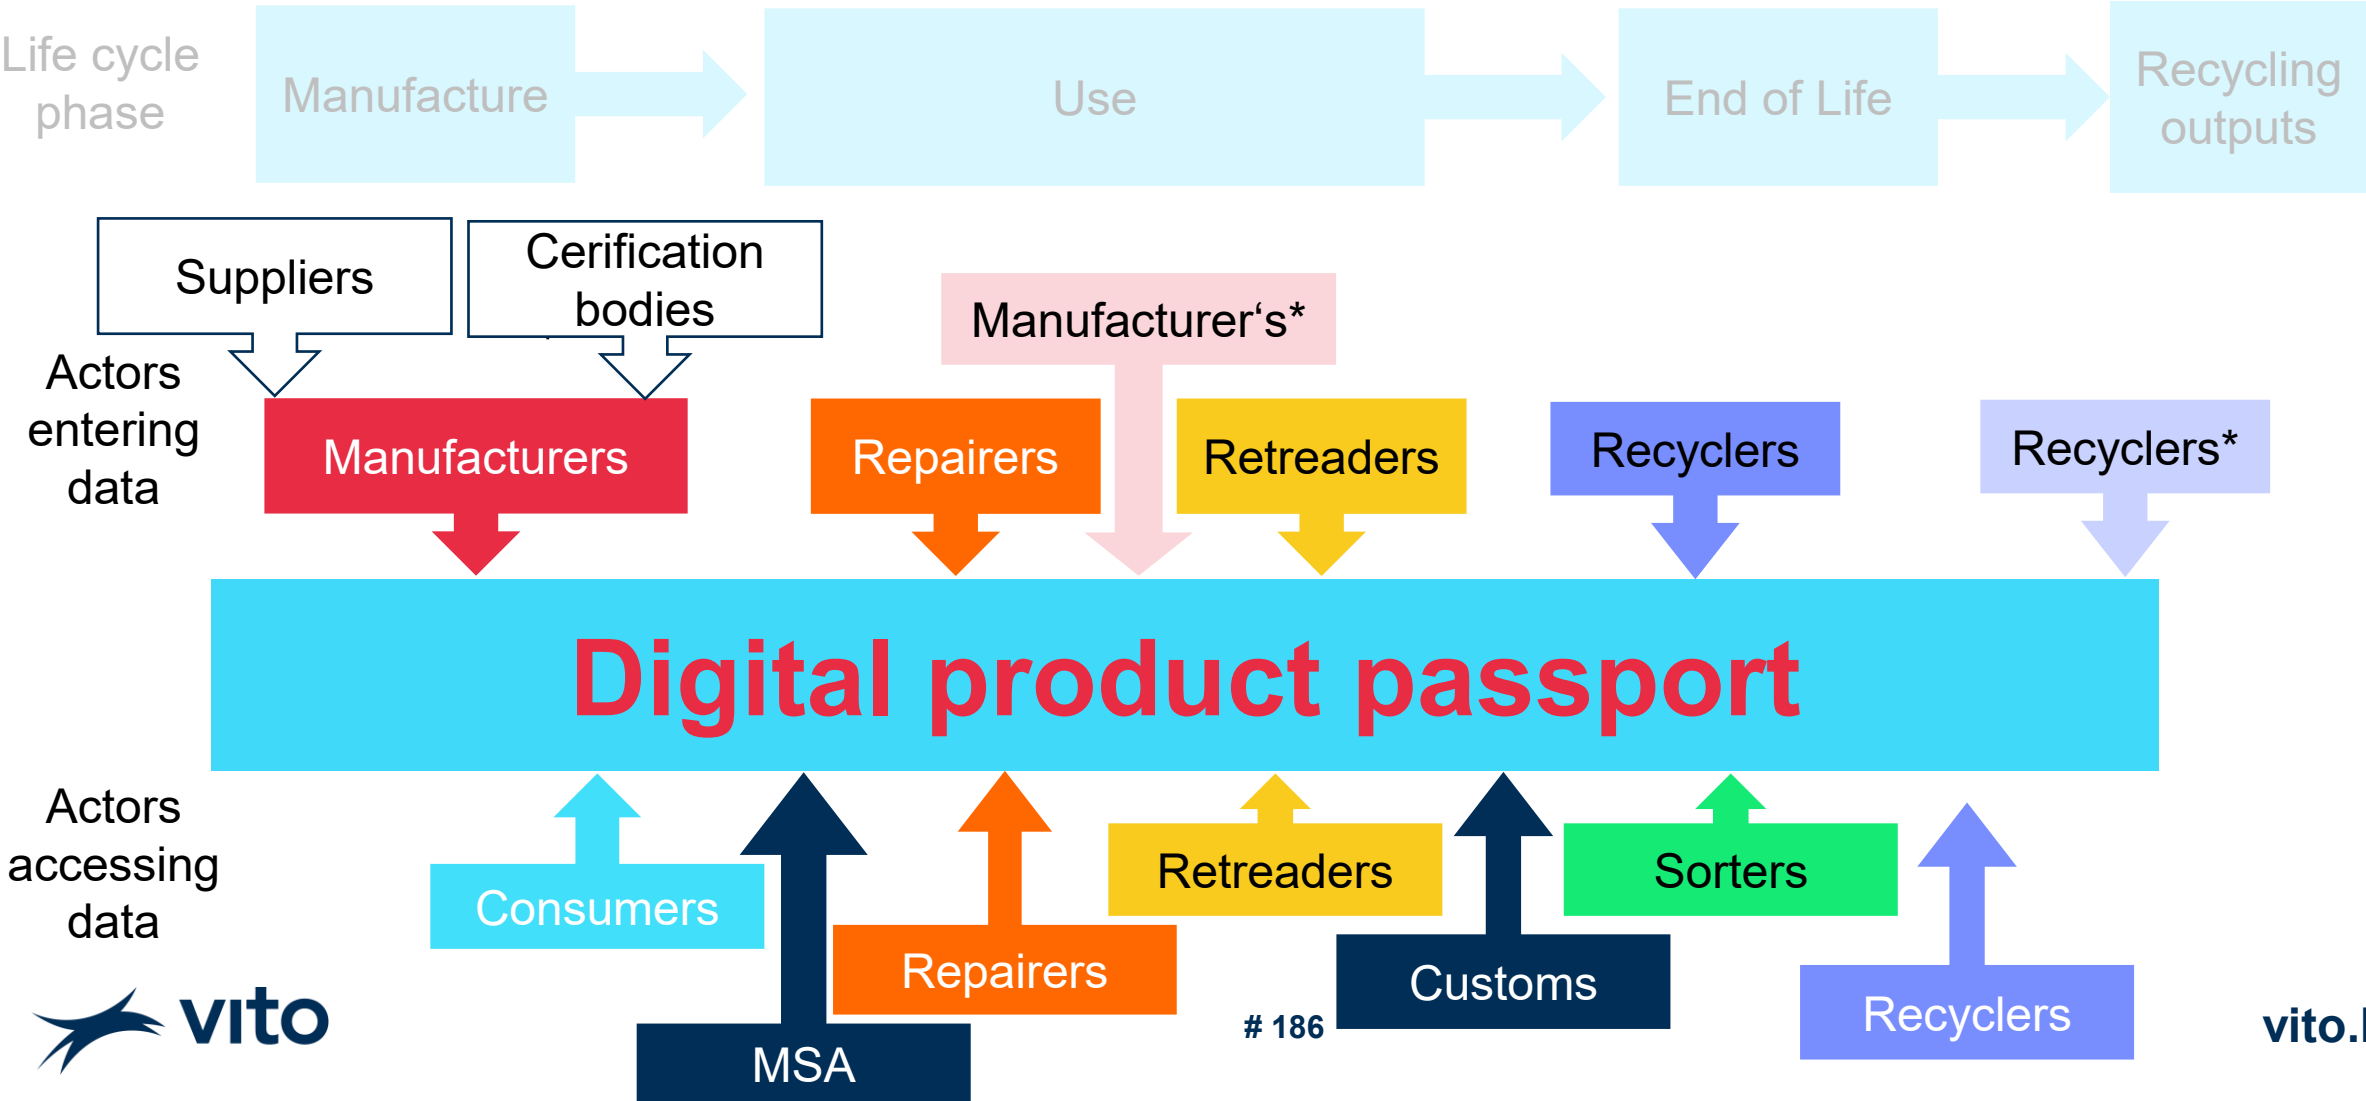 Life cycle
phase
Manufacture
Use
End of Life
Recycling
outputs
Suppliers
Cerification
bodies
Manufacturer‘s*
Actors
entering
data
Manufacturers
Repairers
Retreaders
Recyclers
Recyclers*
Digital product passport
Actors
accessing
data
Consumers
MSA
Repairers
Retreaders
Customs
Sorters
Recyclers
vito
# 186
vito.